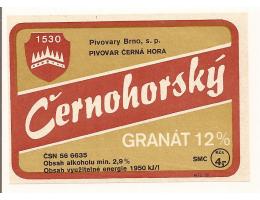 1530
Pivovary Brno, s. p.
PIVOVAR ČERNÁ HORA
Černohorský
GRANÁT 12%
ČSN 56 6635
Obsah alkoholu min. 2,9 %
Obsah využitelné energie 1950 kJ/l
SMC
Kčs
4,-